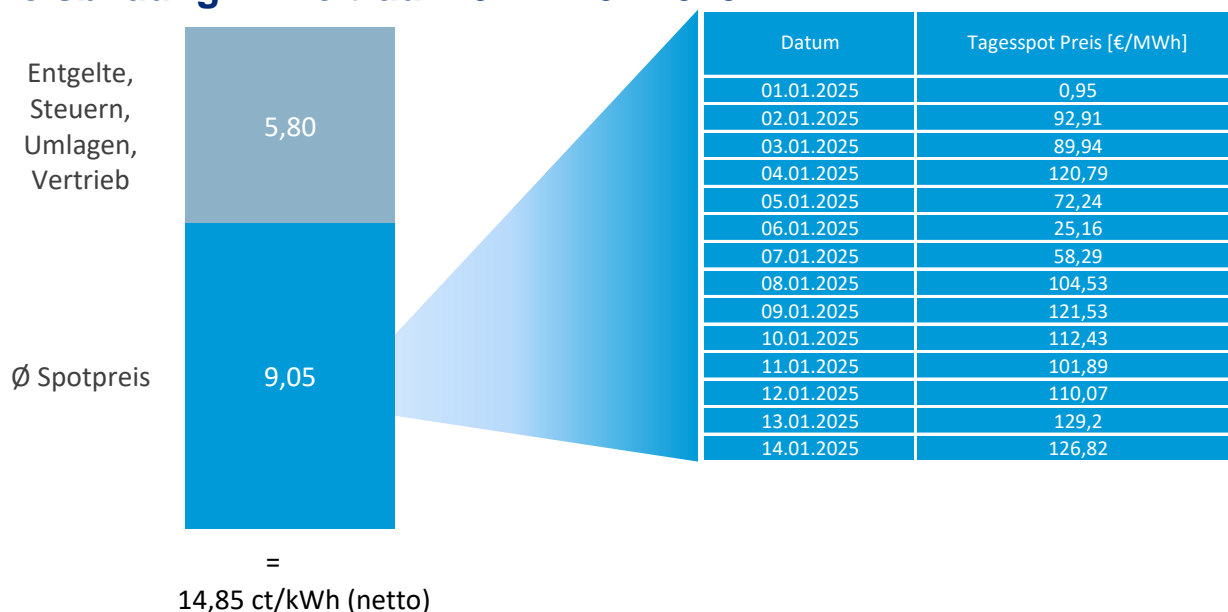 Entgelte,
Steuern,
Umlagen,
Vertrieb
5,80
Ø Spotpreis
9,05
=
14,85 ct/kWh (netto)
Datum Tagesspot Preis [€/MWh]
01.01.2025 0,95
02.01.2025 92,91
03.01.2025 89,94
04.01.2025 120,79
05.01.2025 72,24
06.01.2025 25,16
07.01.2025 58,29
08.01.2025 104,53
09.01.2025 121,53
10.01.2025 112,43
11.01.2025 101,89
12.01.2025 110,07
13.01.2025 129,2
14.01.2025 126,82